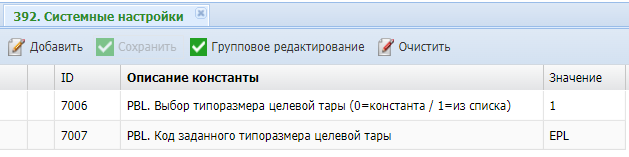 392. Системные настройки
Добавить Сохранить Групповое редактирование Очистить
ID Описание константы Значение
7006 PBL. Выбор типоразмера целевой тары (0=константа / 1=из списка) 1
7007 PBL. Код заданного типоразмера целевой тары EPL